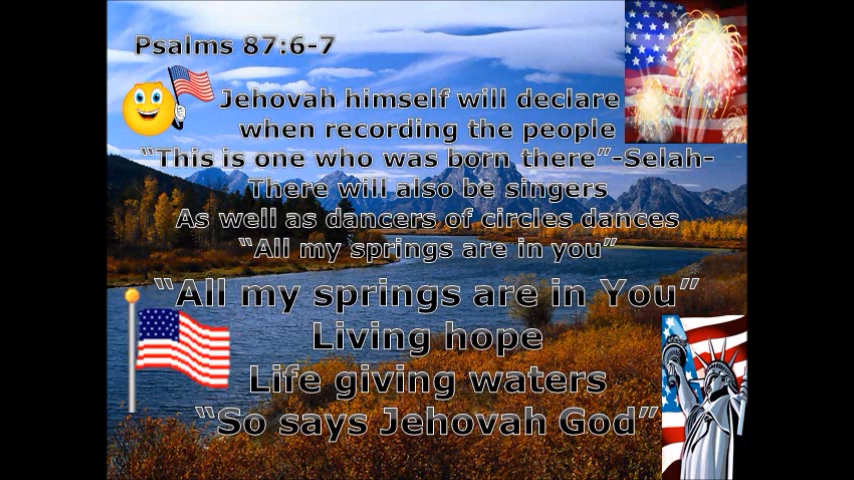 Psalms 87:6-7
Jehovah himself will declare
when recording the people
“This is one who was born there”-Selah-
There will also be singers
As well as dancers of circles dances
“All my springs are in you”
“All my springs are in You”
Living hope
Life giving waters
“So says Jehovah God”